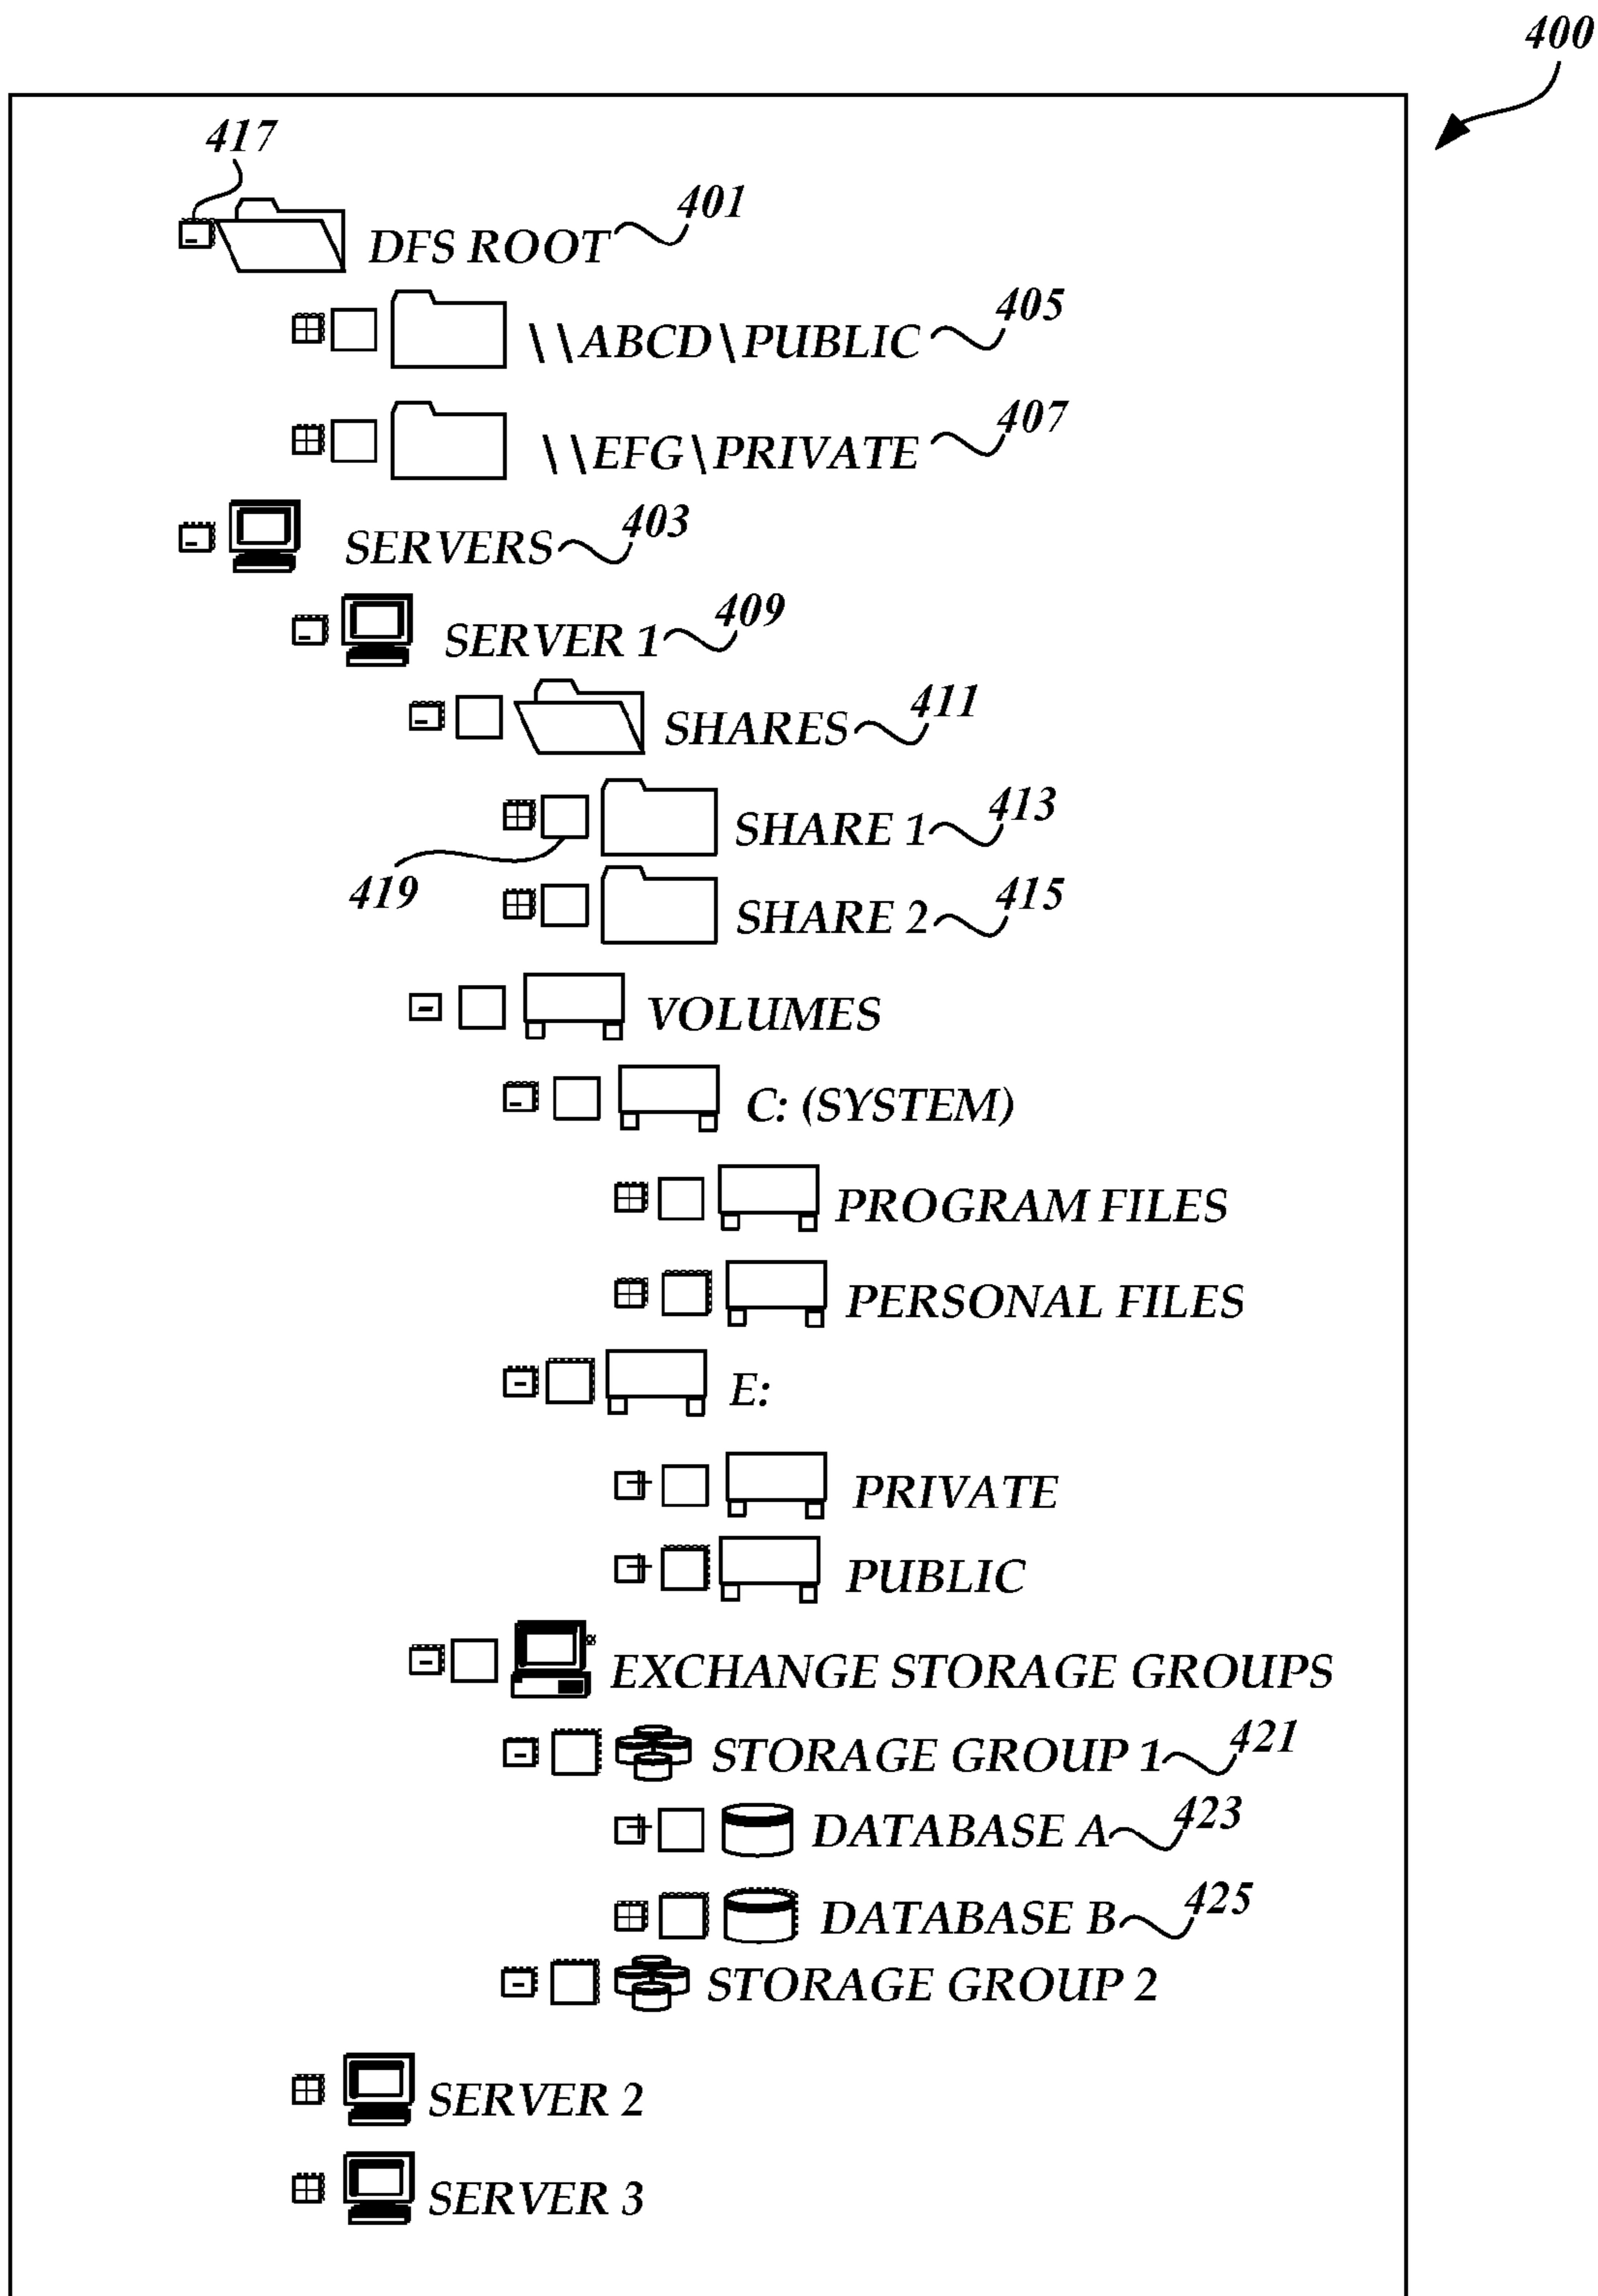 400
417
DFS ROOT 401
\\ABCD\PUBLIC 405
\\EFG\PRIVATE 407
SERVERS 403
SERVER 1 409
SHARES 411
SHARE 1 413
419
SHARE 2 415
VOLUMES
C: (SYSTEM)
PROGRAM FILES
PERSONAL FILES
E:
PRIVATE
PUBLIC
EXCHANGE STORAGE GROUPS
STORAGE GROUP 1 421
DATABASE A 423
DATABASE B 425
STORAGE GROUP 2
SERVER 2
SERVER 3